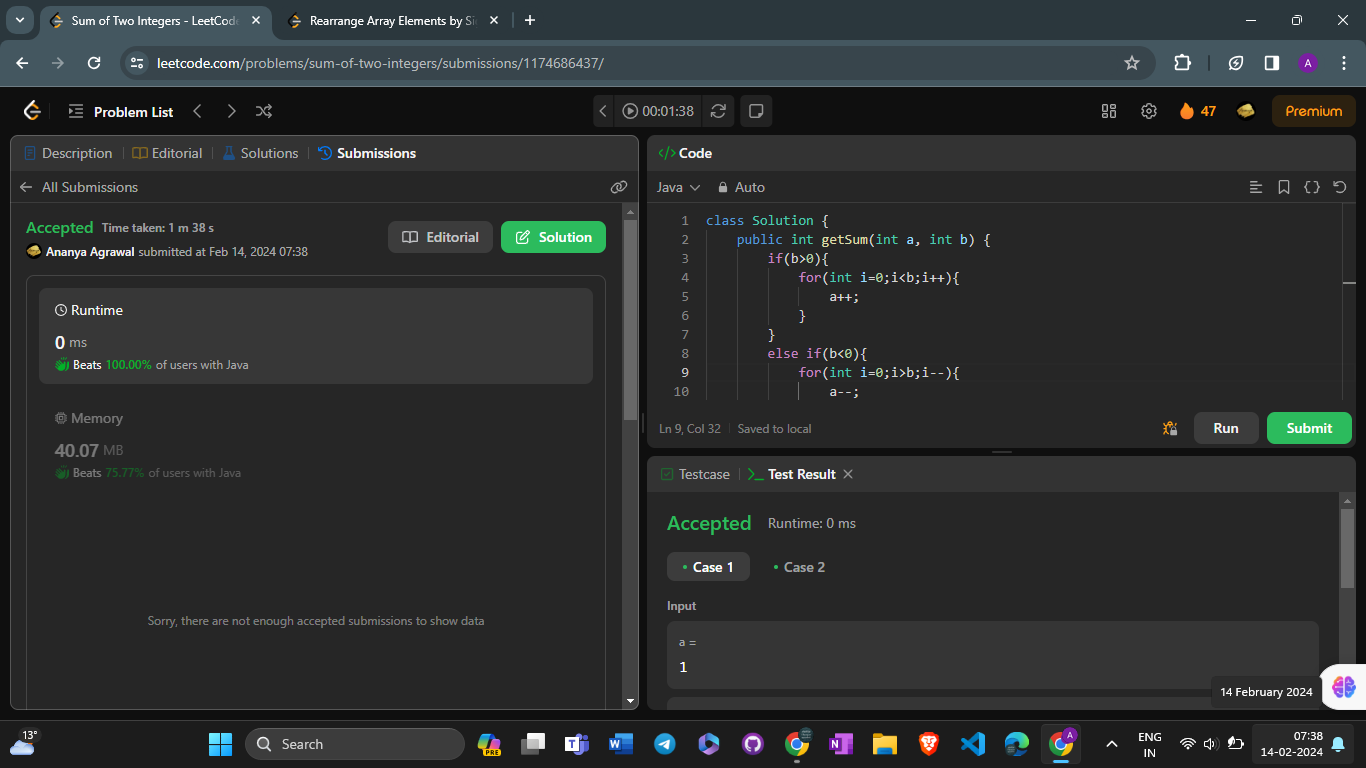 Sum of Two Integers - LeetCode
Rearrange Array Elements by Si
leetcode.com/problems/sum-of-two-integers/submissions/1174686437/
A
Problem List
00:01:38
47
Premium
Description
Editorial
Solutions
Submissions
All Submissions
Accepted Time taken: 1 m 38 s
Ananya Agrawal submitted at Feb 14, 2024 07:38
Editorial
Solution
Runtime
0 ms
Beats 100.00% of users with Java
Memory
40.07 MB
Beats 75.77% of users with Java
Sorry, there are not enough accepted submissions to show data
</> Code
Java
Auto
1 class Solution {
2 public int getSum(int a, int b) {
3 if(b>0){
4 for(int i=0;i<b;i++){
5 a++;
6 }
7 }
8 else if(b<0){
9 for(int i=0;i>b;i--){
10 a--;
Ln 9, Col 32 Saved to local
Run
Submit
Testcase
>_ Test Result
Accepted Runtime: 0 ms
Case 1
Case 2
Input
a =
1
14 February 2024
13°
Search
PRE
A
ENG
IN
07:38
14-02-2024